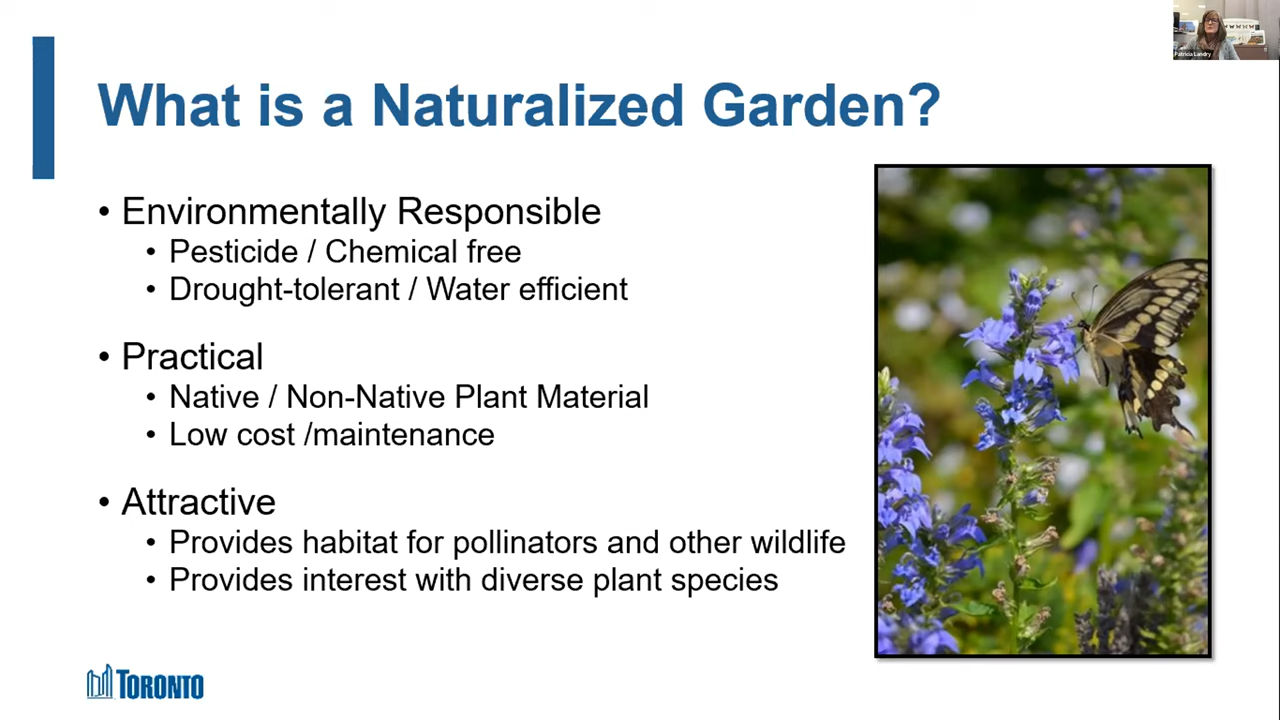 Patricia Landry
What is a Naturalized Garden?
• Environmentally Responsible
• Pesticide / Chemical free
• Drought-tolerant / Water efficient
• Practical
• Native / Non-Native Plant Material
• Low cost /maintenance
• Attractive
• Provides habitat for pollinators and other wildlife
• Provides interest with diverse plant species
TORONTO